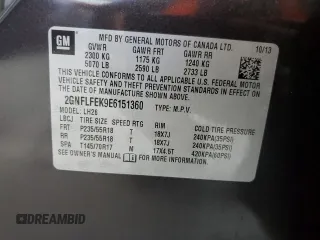 GM
MFD BY GENERAL MOTORS OF CANADA LTD. 10/13
GVWR GAWR FRT GAWR RR
2300 KG 1175 KG 1240 KG
5070 LB 2590 LB 2733 LB
THIS VEHICLE CONFORMS TO ALL APPLICABLE U.S. FEDERAL MOTOR VEHICLE
SAFETY AND THEFT PREVENTION STANDARDS IN EFFECT
ON THE DATE OF MANUFACTURE SHOWN ABOVE.
2GNFLFEK9E6151360 TYPE: M.P.V.
LH26
LBCJ TIRE SIZE SPEED RTG RIM COLD TIRE PRESSURE
FRT P235/55R18 T 18X7J 240KPA(35PSI)
RR P235/55R18 T 18X7J 240KPA(35PSI)
SPA T145/70R17 M 17X4.5T 420KPA(60PSI)
SEE OWNER'S MANUAL FOR ADDITIONAL INFORMATION.
DREAMBID